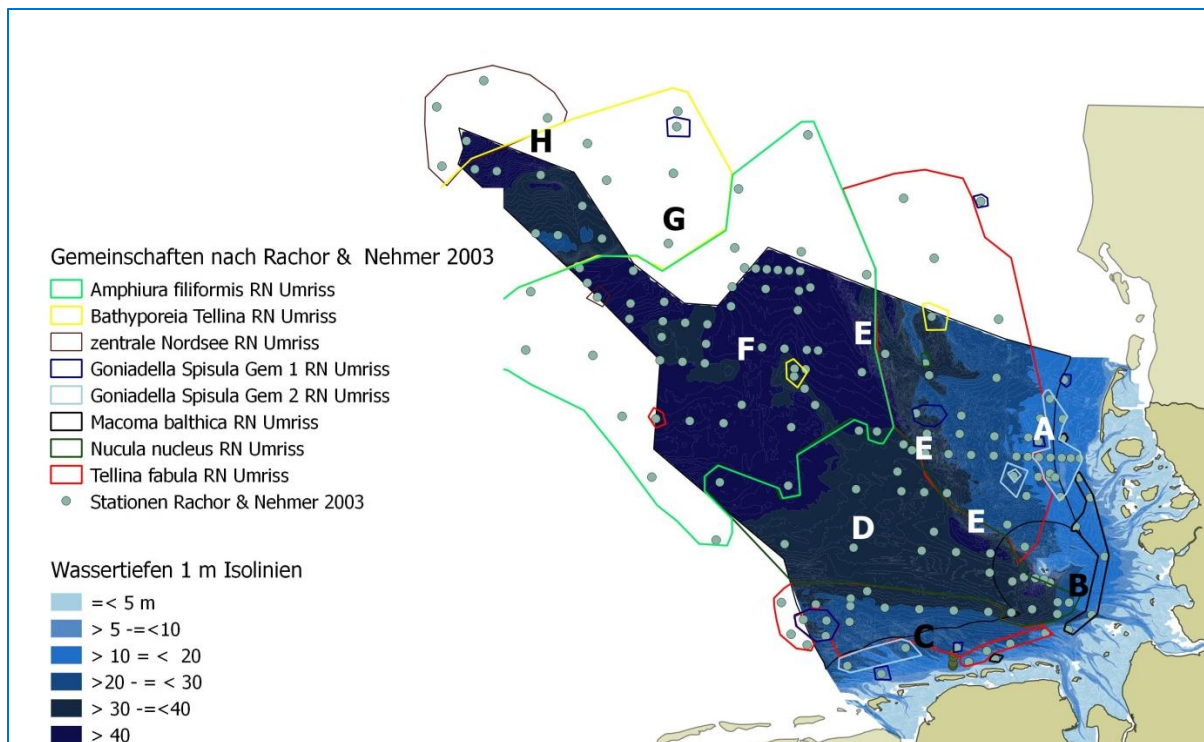 H
G
Gemeinschaften nach Rachor & Nehmer 2003
Amphiura filiformis RN Umriss
Bathyporeia Tellina RN Umriss
zentrale Nordsee RN Umriss
Goniadella Spisula Gem 1 RN Umriss
Goniadella Spisula Gem 2 RN Umriss
Macoma balthica RN Umriss
Nucula nucleus RN Umriss
Tellina fabula RN Umriss
Stationen Rachor & Nehmer 2003
F
E
E
A
D
E
B
C
Wassertiefen 1 m Isolinien
=< 5 m
> 5 -=<10
> 10 = < 20
>20 - = < 30
> 30 -=<40
> 40